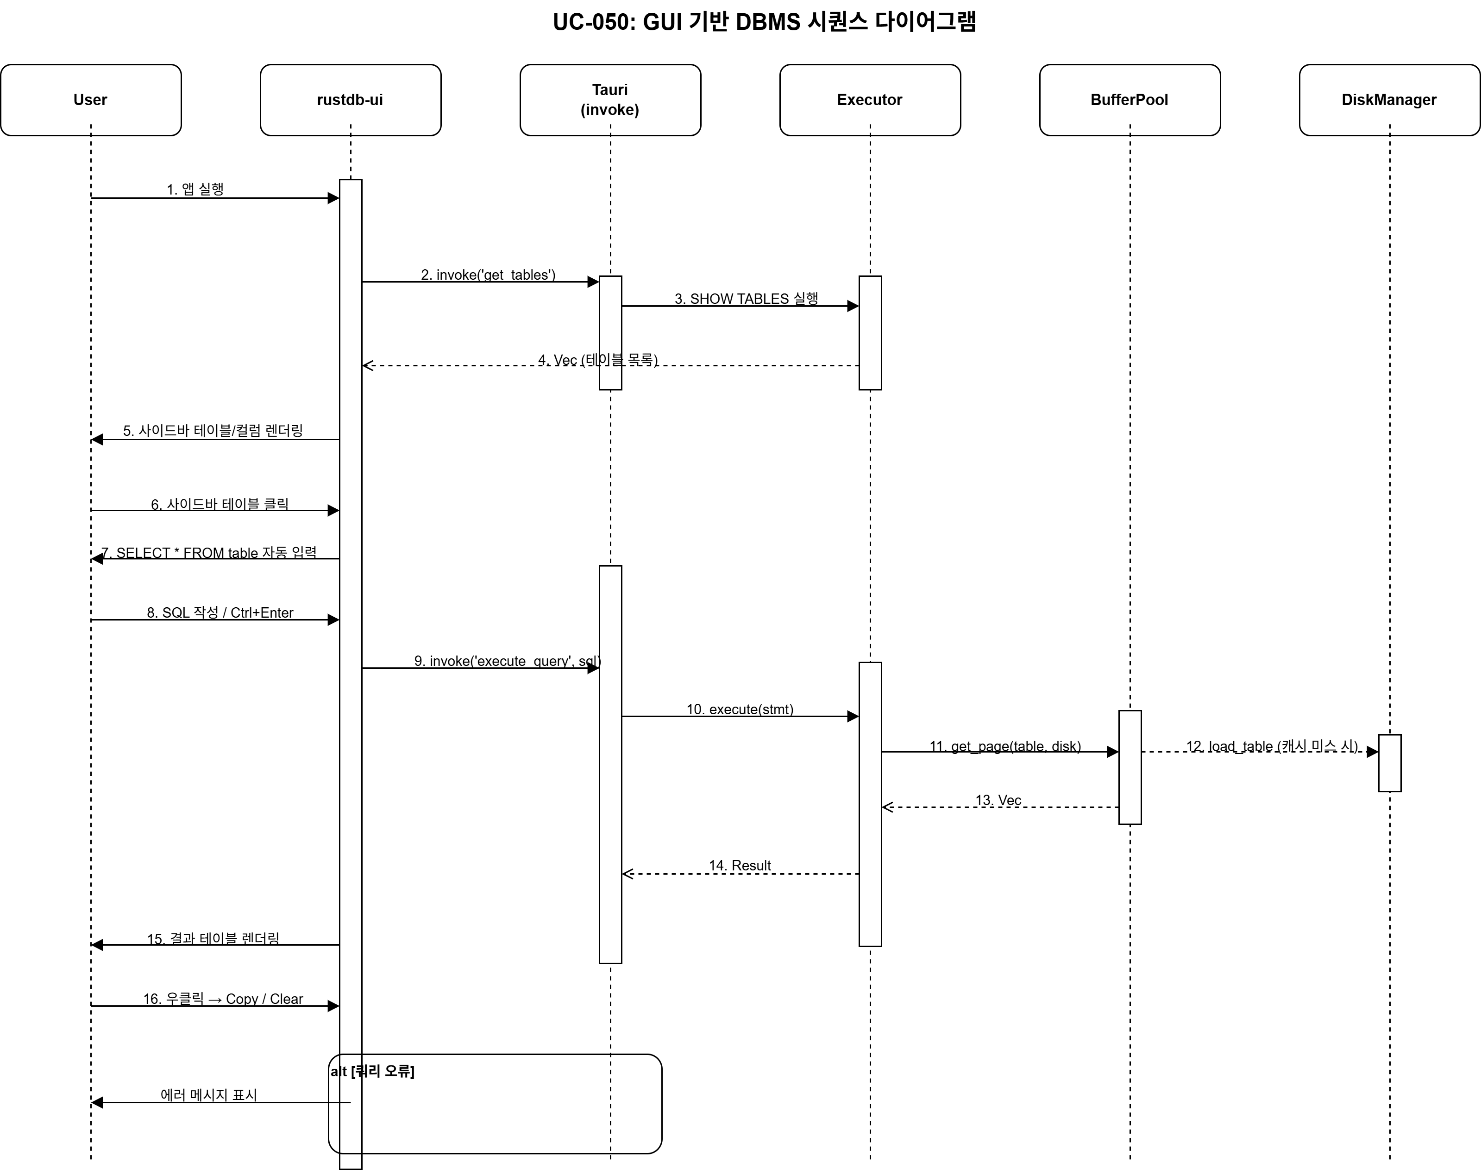 UC-050: GUI 기반 DBMS 시퀀스 다이어그램
User
rustdb-ui
Tauri
(invoke)
Executor
BufferPool
DiskManager
1. 앱 실행
2. invoke('get_tables')
3. SHOW TABLES 실행
4. Vec (테이블 목록)
5. 사이드바 테이블/컬럼 렌더링
6. 사이드바 테이블 클릭
7. SELECT * FROM table 자동 입력
8. SQL 작성 / Ctrl+Enter
9. invoke('execute_query', sql)
10. execute(stmt)
11. get_page(table, disk)
12. load_table (캐시 미스 시)
13. Vec
14. Result
15. 결과 테이블 렌더링
16. 우클릭 → Copy / Clear
alt [쿼리 오류]
에러 메시지 표시